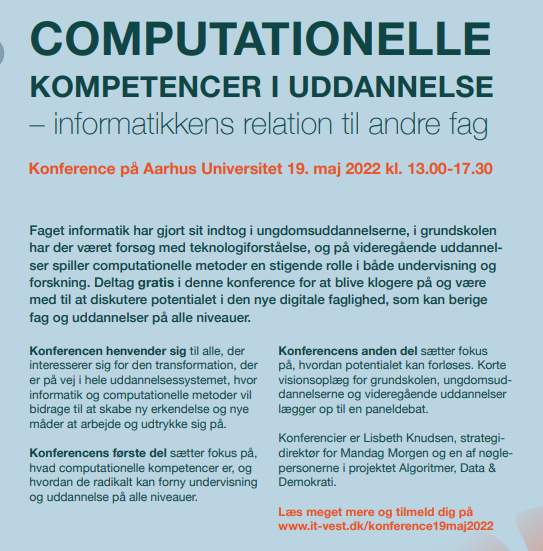 COMPUTATIONELLE
KOMPETENCER I UDDANNELSE
– informatikkens relation til andre fag
Konference på Aarhus Universitet 19. maj 2022 kl. 13.00-17.30
Faget informatik har gjort sit indtog i ungdomsuddannelserne, i grundskolen
har der været forsøg med teknologiforståelse, og på videregående uddannel-
ser spiller computationelle metoder en stigende rolle i både undervisning og
forskning. Deltag gratis i denne konference for at blive klogere på og være
med til at diskutere potentialet i den nye digitale faglighed, som kan berige
fag og uddannelser på alle niveauer.
Konferencen henvender sig til alle, der
interesserer sig for den transformation, der
er på vej i hele uddannelsessystemet, hvor
informatik og computationelle metoder vil
bidrage til at skabe ny erkendelse og nye
måder at arbejde og udtrykke sig på.
Konferencens første del sætter fokus på,
hvad computationelle kompetencer er, og
hvordan de radikalt kan forny undervisning
og uddannelse på alle niveauer.
Konferencens anden del sætter fokus
på, hvordan potentialet kan forløses. Korte
visionsoplæg for grundskolen, ungdomsud-
dannelserne og videregående uddannelser
lægger op til en paneldebat.
Konferencier er Lisbeth Knudsen, strategi-
direktør for Mandag Morgen og en af nøgle-
personerne i projektet Algoritmer, Data &
Demokrati.
Læs meget mere og tilmeld dig på
www.it-vest.dk/konference19maj2022